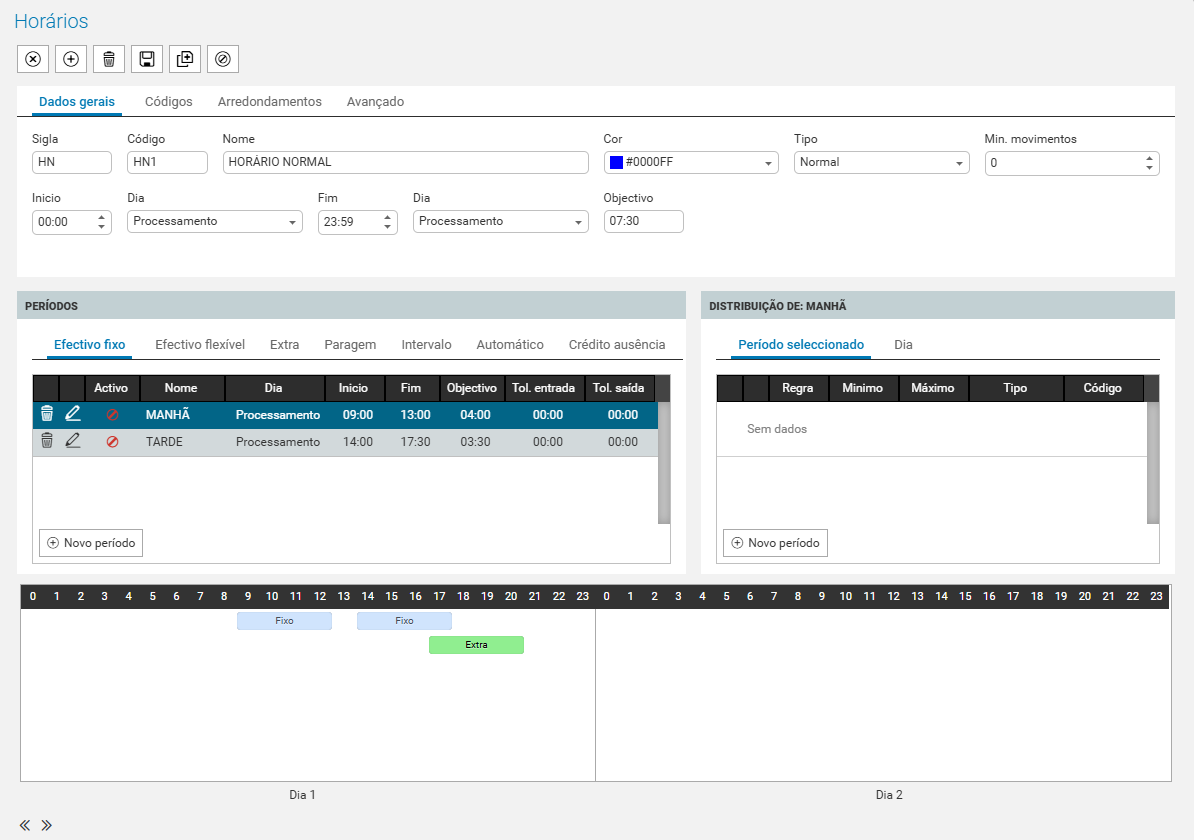 Horários
Dados gerais Códigos Arredondamentos Avançado
Sigla Código Nome Cor Tipo Min. movimentos
HN HN1 HORÁRIO NORMAL #0000FF Normal 0
Inicio Dia Fim Dia Objectivo
00:00 Processamento 23:59 Processamento 07:30
PERÍODOS
Efectivo fixo Efectivo flexível Extra Paragem Intervalo Automático Crédito ausência
Activo Nome Dia Inicio Fim Objectivo Tol. entrada Tol. saída
MANHÃ Processamento 09:00 13:00 04:00 00:00 00:00
TARDE Processamento 14:00 17:30 03:30 00:00 00:00
Novo período
DISTRIBUIÇÃO DE: MANHÃ
Período seleccionado Dia
Regra Minimo Máximo Tipo Código
Sem dados
Novo período
0 1 2 3 4 5 6 7 8 9 10 11 12 13 14 15 16 17 18 19 20 21 22 23 0 1 2 3 4 5 6 7 8 9 10 11 12 13 14 15 16 17 18 19 20 21 22 23
Fixo Fixo
Extra
Dia 1 Dia 2